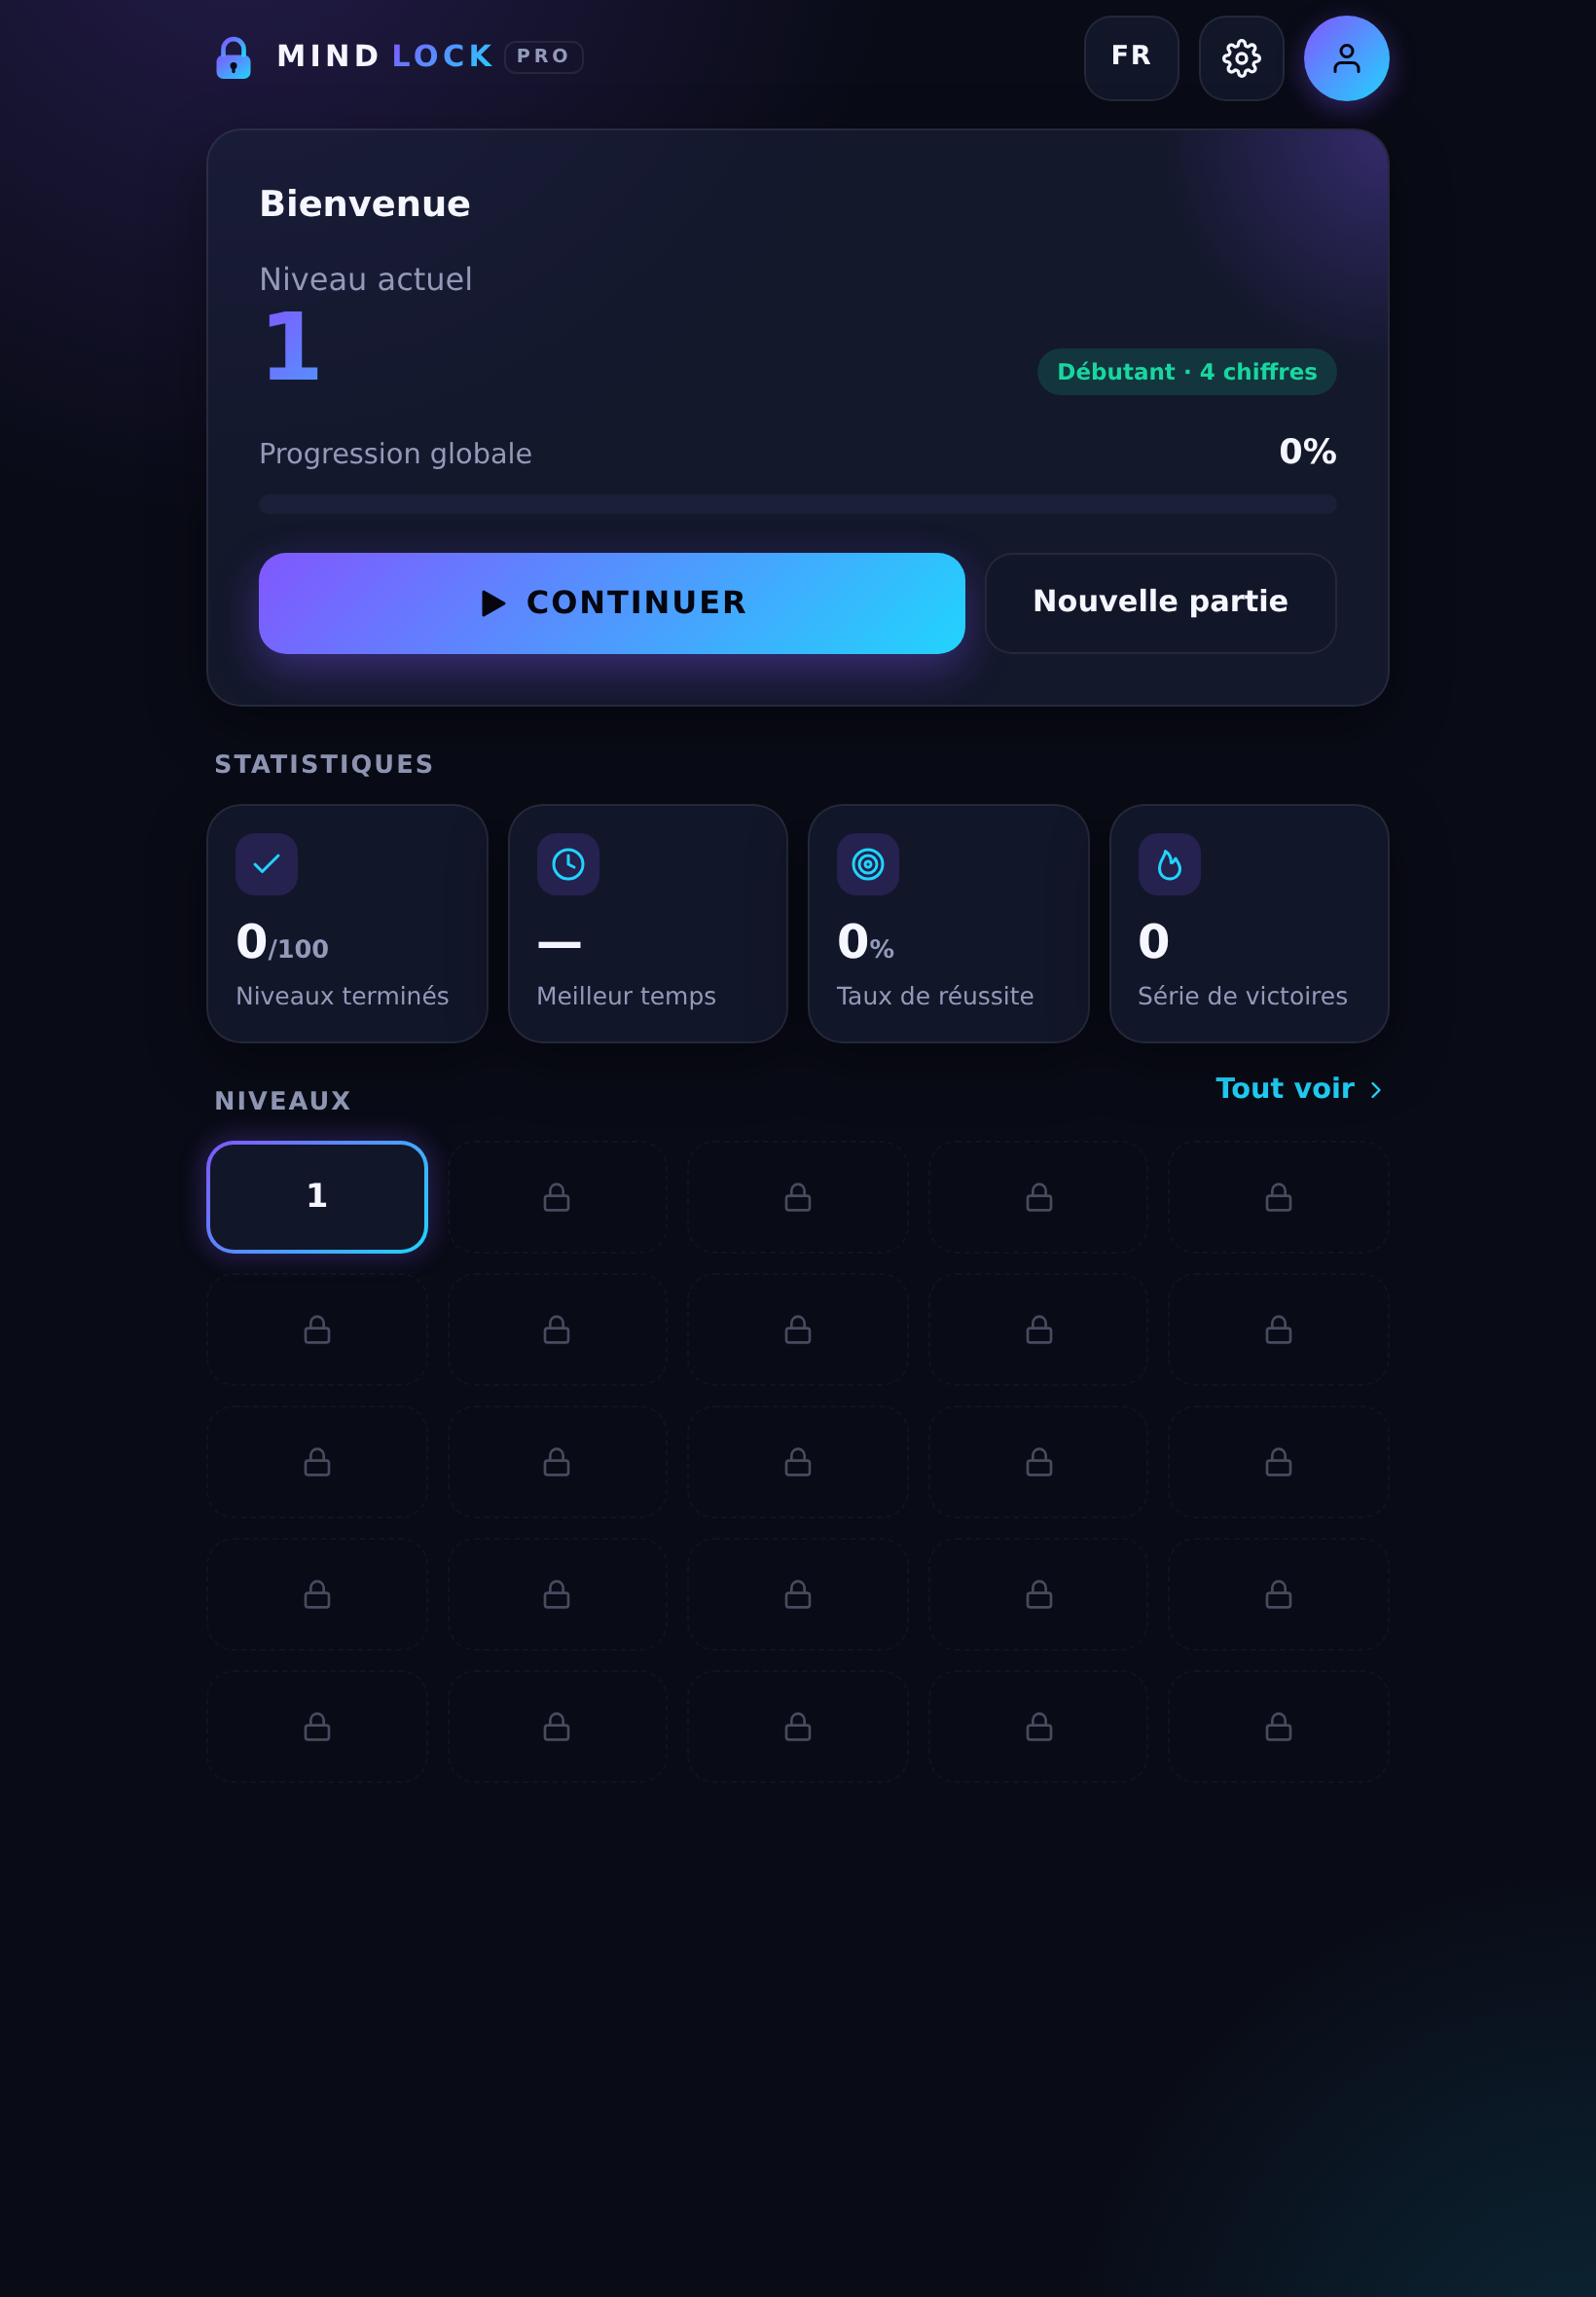 MIND LOCK PRO
FR
Bienvenue
Niveau actuel
1
Débutant · 4 chiffres
Progression globale
0%
CONTINUER
Nouvelle partie
STATISTIQUES
0/100
Niveaux terminés
—
Meilleur temps
0%
Taux de réussite
0
Série de victoires
NIVEAUX
Tout voir
1